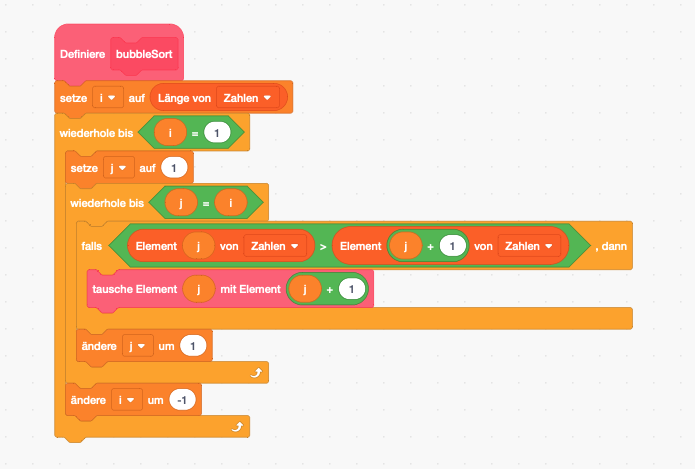 Definiere bubbleSort
setze i auf Länge von Zahlen
wiederhole bis i = 1
setze j auf 1
wiederhole bis j = i
falls Element j von Zahlen > Element j + 1 von Zahlen , dann
tausche Element j mit Element j + 1
ändere j um 1
ändere i um -1